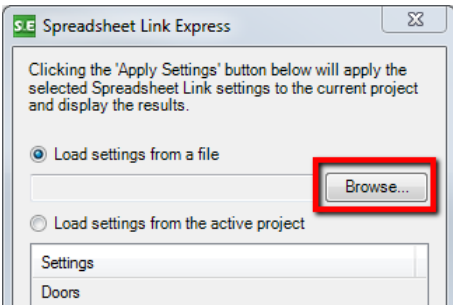 S.E Spreadsheet Link Express
Clicking the 'Apply Settings' button below will apply the
selected Spreadsheet Link settings to the current project
and display the results.
Load settings from a file
Browse...
Load settings from the active project
Settings
Doors